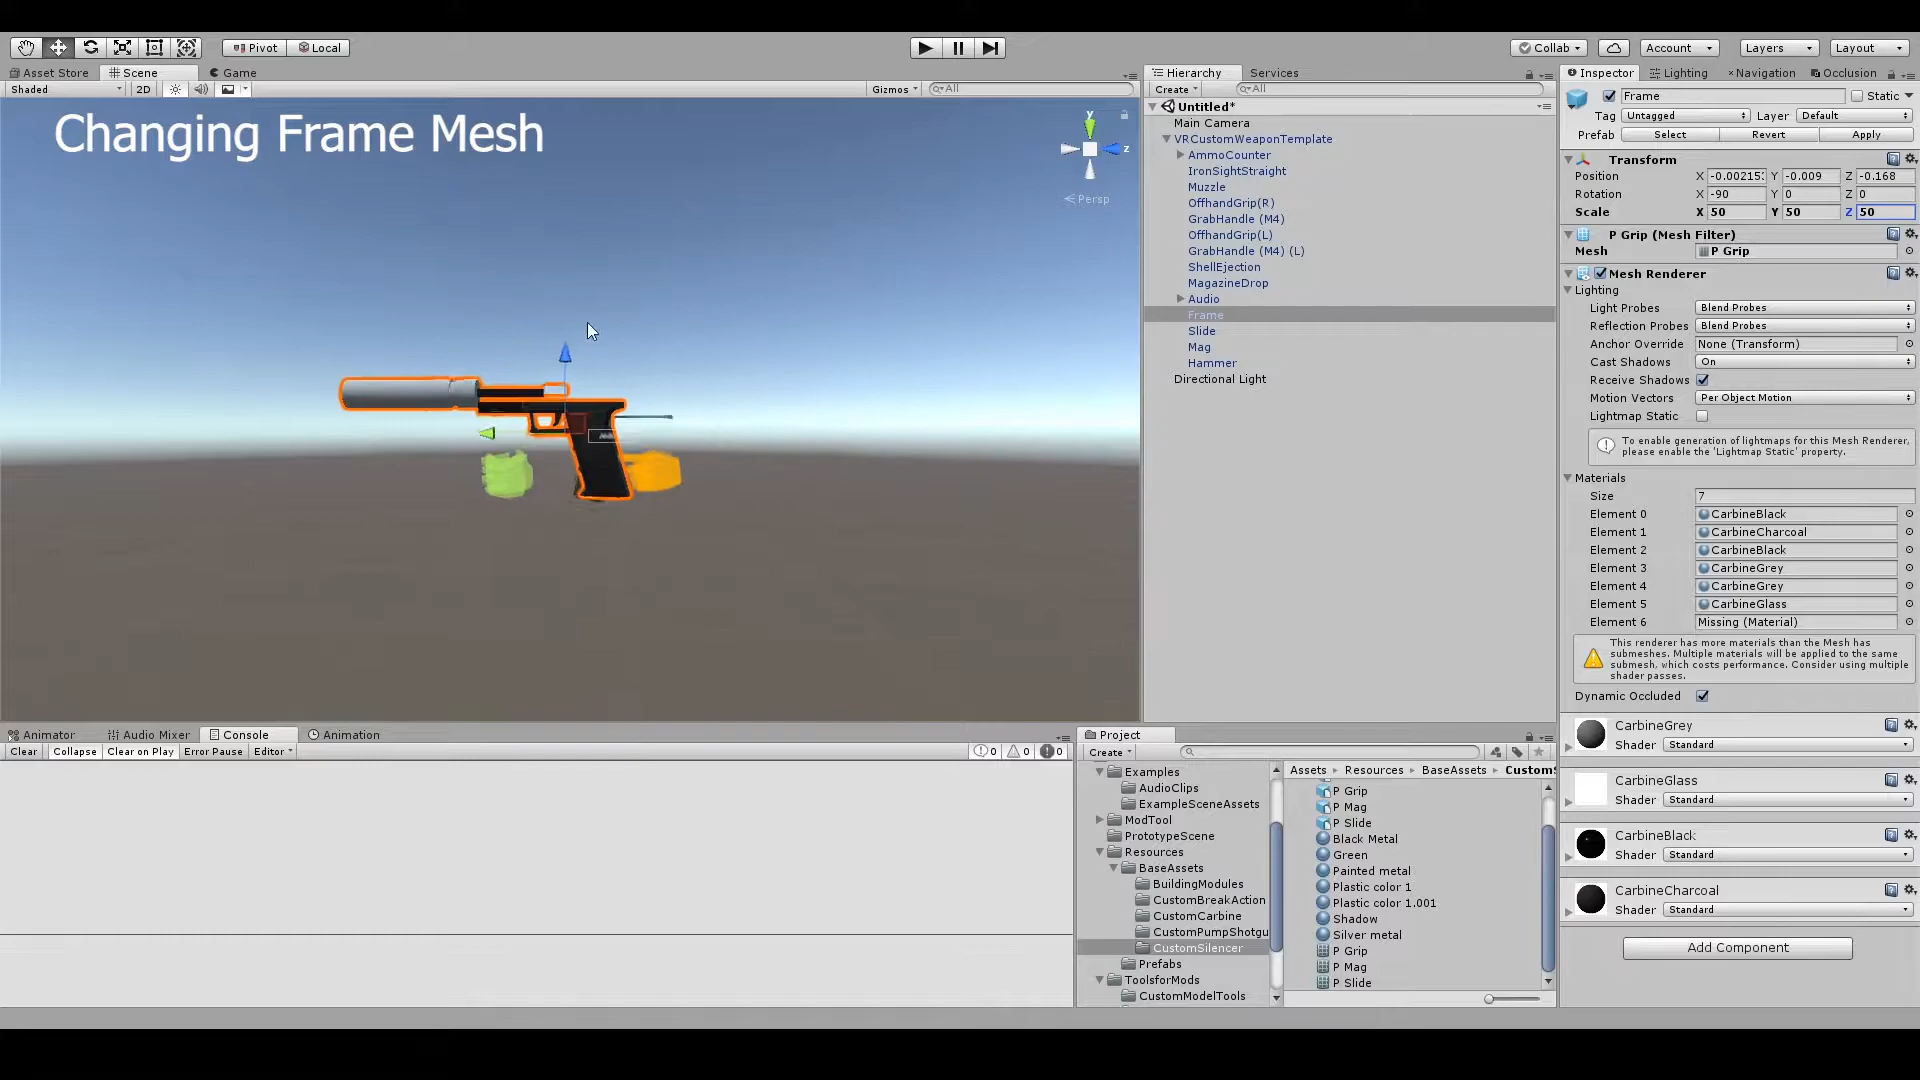 Pivot Local Collab Account Layers Layout
Asset Store Scene Game Hierarchy Services Inspector Lighting Navigation Occlusion
Shaded 2D Gizmos All Create All
Changing Frame Mesh
y
z
Persp
Untitled*
Main Camera
VRCustomWeaponTemplate
AmmoCounter
IronSightStraight
Muzzle
OffhandGrip(R)
GrabHandle (M4)
OffhandGrip(L)
GrabHandle (M4) (L)
ShellEjection
MagazineDrop
Audio
Frame
Slide
Mag
Hammer
Directional Light
Frame Static
Tag Untagged Layer Default
Prefab Select Revert Apply
Transform
Position X -0.00215 Y -0.009 Z -0.168
Rotation X -90 Y 0 Z 0
Scale X 50 Y 50 Z 50
P Grip (Mesh Filter)
Mesh P Grip
Mesh Renderer
Lighting
Light Probes Blend Probes
Reflection Probes Blend Probes
Anchor Override None (Transform)
Cast Shadows On
Receive Shadows
Motion Vectors Per Object Motion
Lightmap Static
To enable generation of lightmaps for this Mesh Renderer,
please enable the 'Lightmap Static' property.
Materials
Size 7
Element 0 CarbineBlack
Element 1 CarbineCharcoal
Element 2 CarbineBlack
Element 3 CarbineGrey
Element 4 CarbineGrey
Element 5 CarbineGlass
Element 6 Missing (Material)
This renderer has more materials than the Mesh has
submeshes. Multiple materials will be applied to the same
submesh, which costs performance. Consider using multiple
shader passes.
Dynamic Occluded
CarbineGrey
Shader Standard
CarbineGlass
Shader Standard
CarbineBlack
Shader Standard
CarbineCharcoal
Shader Standard
Add Component
Animator Audio Mixer Console Animation
Clear Collapse Clear on Play Error Pause Editor 0 0 0
Project
Create
Examples
AudioClips
ExampleSceneAssets
ModTool
PrototypeScene
Resources
BaseAssets
BuildingModules
CustomBreakAction
CustomCarbine
CustomPumpShotgu
CustomSilencer
Prefabs
ToolsforMods
CustomModelTools
Assets Resources BaseAssets CustomS
P Grip
P Mag
P Slide
Black Metal
Green
Painted metal
Plastic color 1
Plastic color 1.001
Shadow
Silver metal
P Grip
P Mag
P Slide